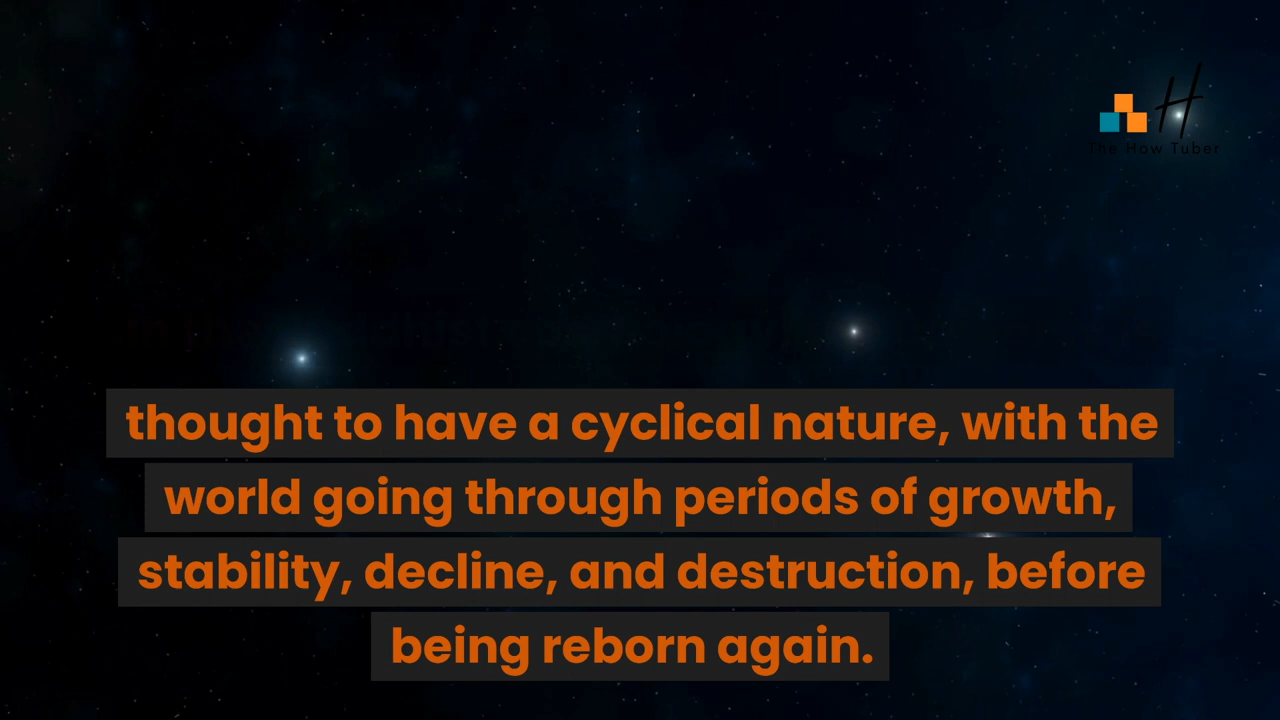 H
The How Tuber
thought to have a cyclical nature, with the
world going through periods of growth,
stability, decline, and destruction, before
being reborn again.